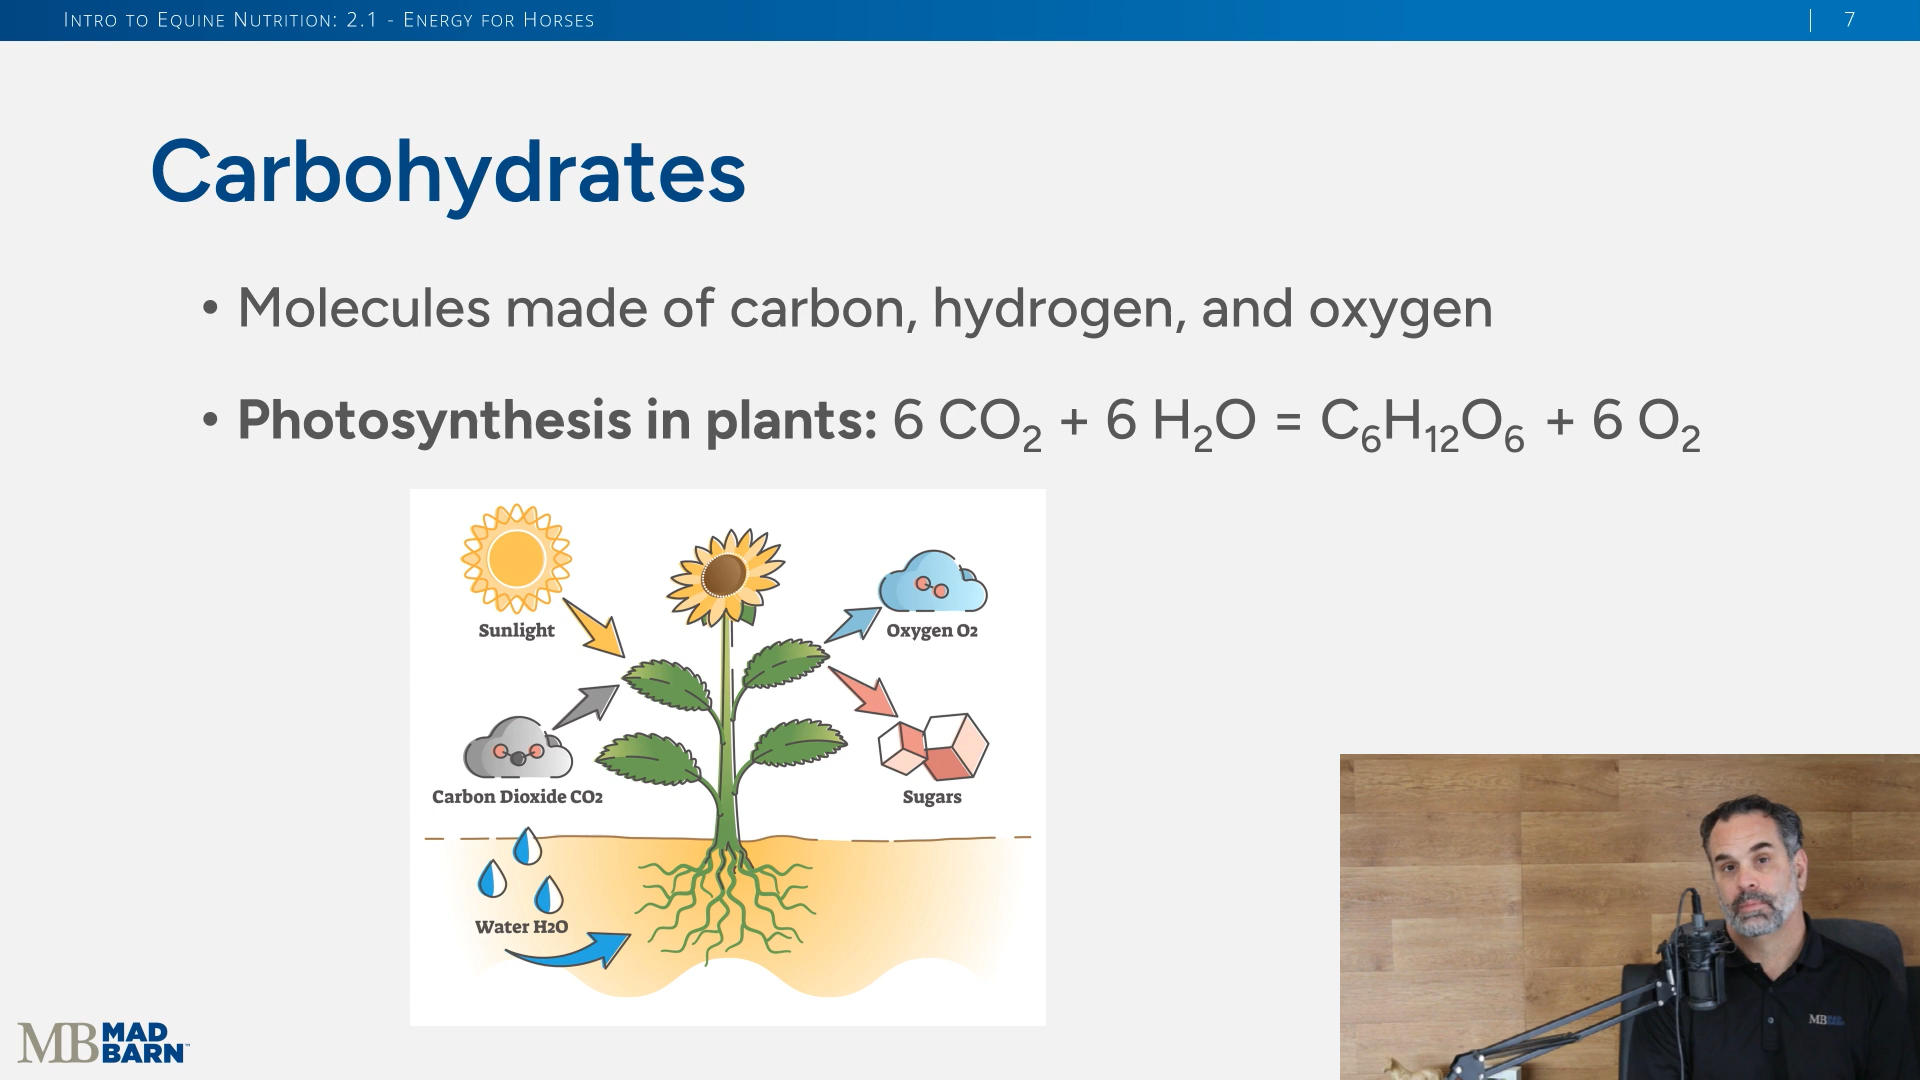 Intro to Equine Nutrition: 2.1 - Energy for Horses
7
Carbohydrates
• Molecules made of carbon, hydrogen, and oxygen
• Photosynthesis in plants: 6 CO₂ + 6 H₂O = C₆H₁₂O₆ + 6 O₂
Sunlight
Oxygen O2
Carbon Dioxide CO2
Sugars
Water H2O
MB MAD BARN™
MB